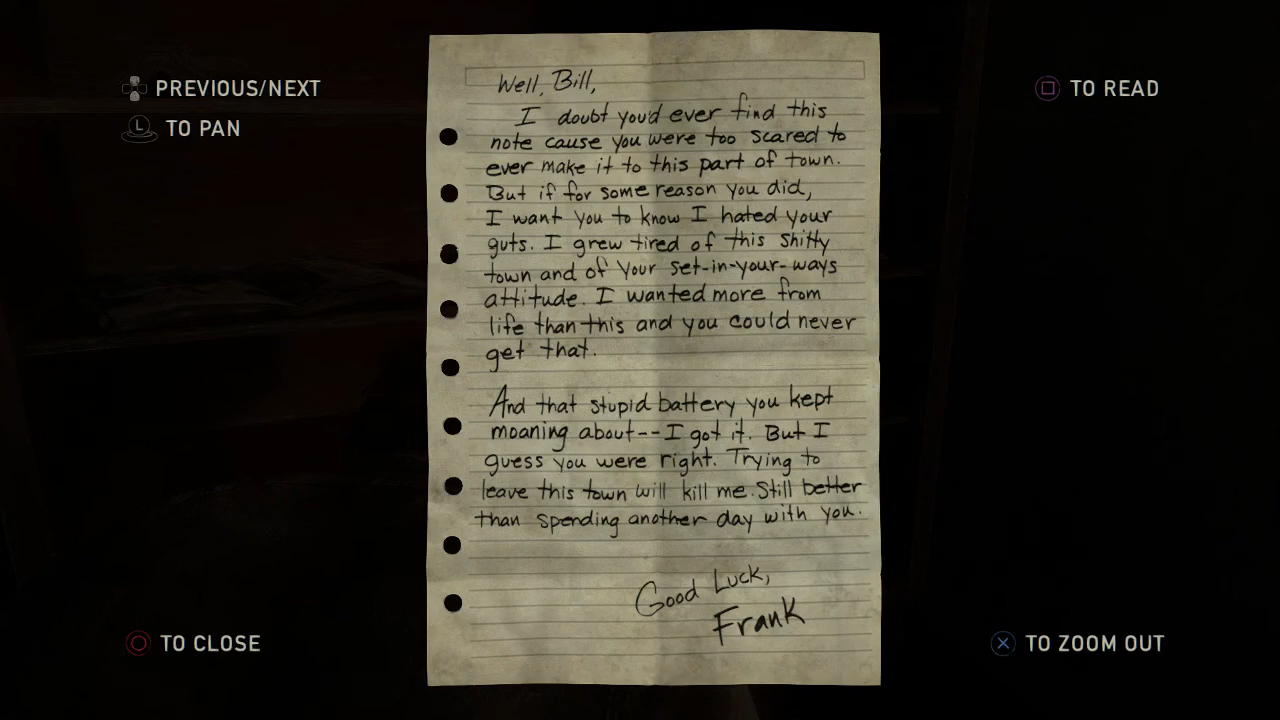 PREVIOUS/NEXT
L TO PAN
TO READ
Well, Bill,
I doubt you'd ever find this
note cause you were too scared to
ever make it to this part of town.
But if for some reason you did,
I want you to know I hated your
guts. I grew tired of this shitty
town and of your set-in-your-ways
attitude. I wanted more from
life than this and you could never
get that.
And that stupid battery you kept
moaning about--I got it. But I
guess you were right. Trying to
leave this town will kill me. Still better
than spending another day with you.
Good Luck,
Frank
TO CLOSE
TO ZOOM OUT